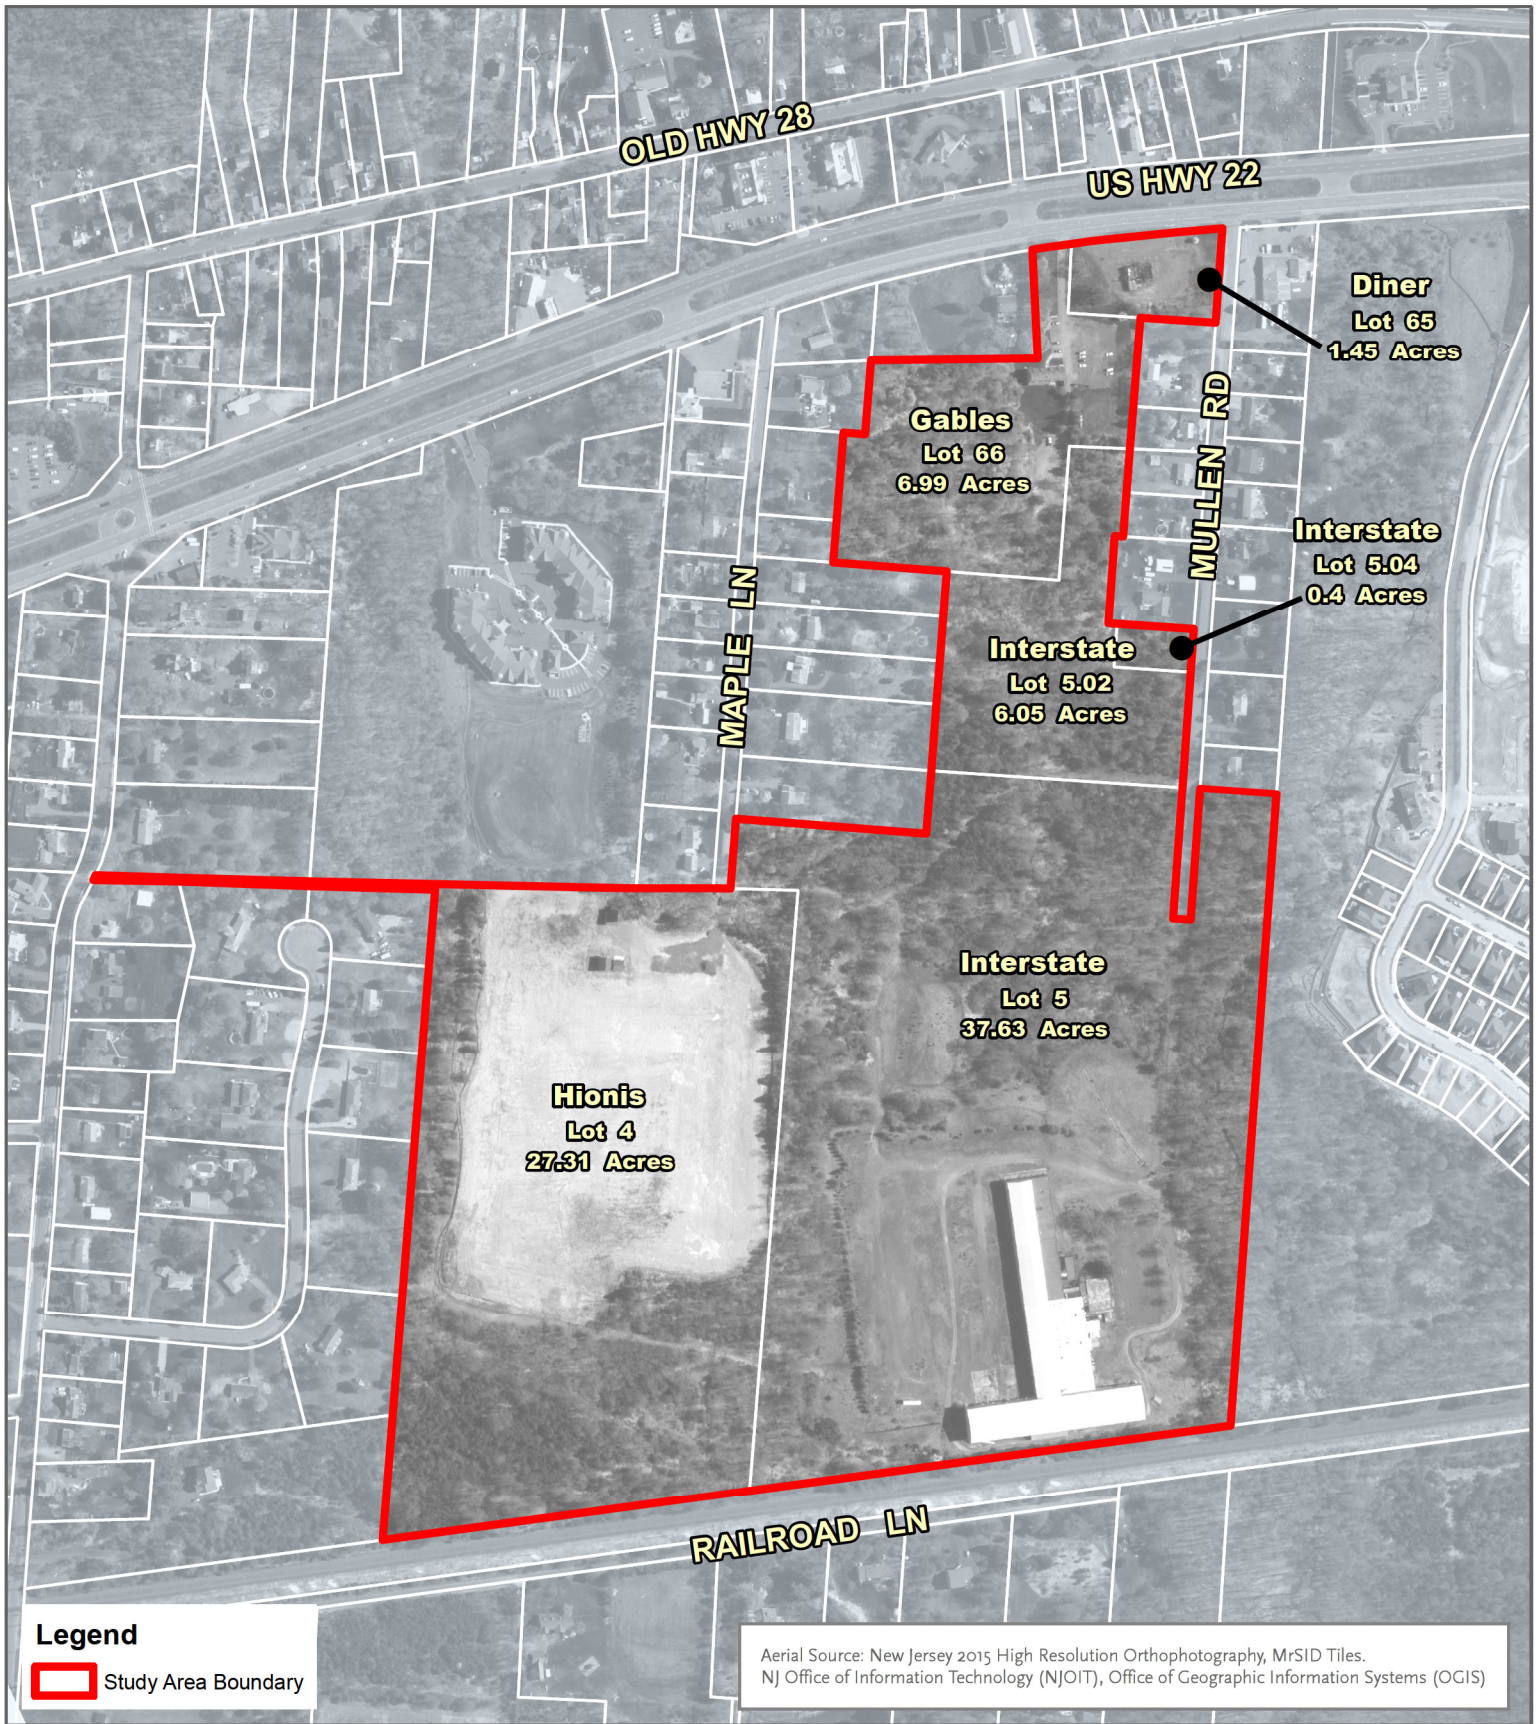 OLD HWY 28
US HWY 22
Diner
Lot 65
1.45 Acres
Gables
Lot 66
6.99 Acres
MULLEN RD
Interstate
Lot 5.04
0.4 Acres
MAPLE LN
Interstate
Lot 5.02
6.05 Acres
Interstate
Lot 5
37.63 Acres
Hionis
Lot 4
27.31 Acres
RAILROAD LN
Legend
Study Area Boundary
Aerial Source: New Jersey 2015 High Resolution Orthophotography, MrSID Tiles.
NJ Office of Information Technology (NJOIT), Office of Geographic Information Systems (OGIS)